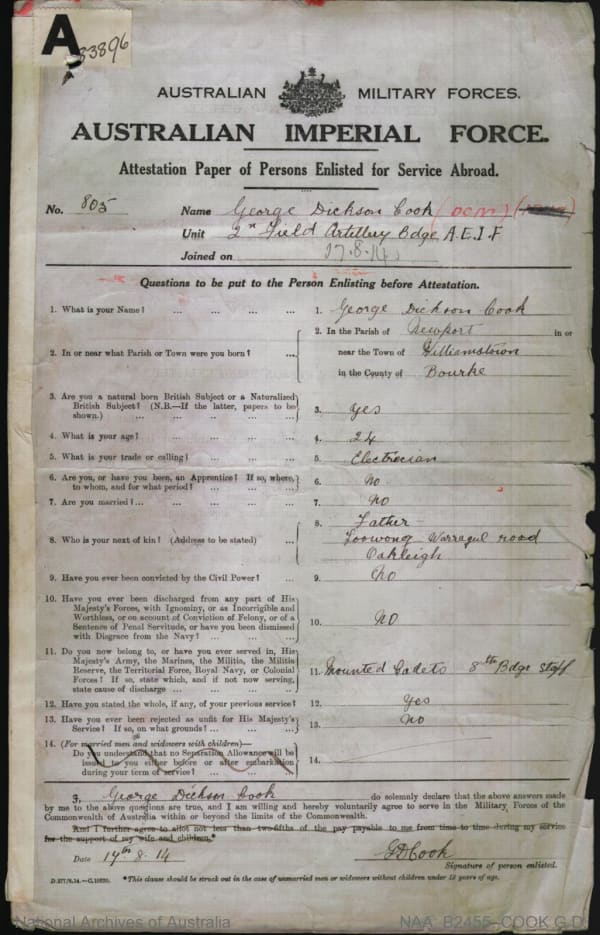 A
33896
AUSTRALIAN MILITARY FORCES.
AUSTRALIAN IMPERIAL FORCE.
Attestation Paper of Persons Enlisted for Service Abroad.
No. 805 Name George Dickson Cook (DCM)
Unit 2nd Field Artillery Bdge A.E.I.F
Joined on 17.8.14
Questions to be put to the Person Enlisting before Attestation.
1. What is your Name? ... ... ... ... 1. George Dickson Cook
2. In or near what Parish or Town were you born? ... 2. In the Parish of Newport in or
near the Town of Williamstown
in the County of Bourke
3. Are you a natural born British Subject or a Naturalized
British Subject? (N.B.—If the latter, papers to be
shown.) ... ... ... ... 3. Yes
4. What is your age? ... ... ... ... 4. 24
5. What is your trade or calling? ... ... ... 5. Electrecian
6. Are you, or have you been, an Apprentice? If so, where,
to whom, and for what period? ... ... ... 6. No
7. Are you married? ... ... ... ... 7. No
8. Who is your next of kin? (Address to be stated) ... 8. Father
Warragul road
Oakleigh
9. Have you ever been convicted by the Civil Power? ... 9. No
10. Have you ever been discharged from any part of His
Majesty's Forces, with Ignominy, or as Incorrigible and
Worthless, or on account of Conviction of Felony, or of a
Sentence of Penal Servitude, or have you been dismissed
with Disgrace from the Navy? ... ... ... 10. No
11. Do you now belong to, or have you ever served in, His
Majesty's Army, the Marines, the Militia, the Militia
Reserve, the Territorial Force, Royal Navy, or Colonial
Forces? If so, state which, and if not now serving,
state cause of discharge ... ... ... ... 11. Mounted Cadets 8th Bdge Staff
12. Have you stated the whole, if any, of your previous service? 12. Yes
13. Have you ever been rejected as unfit for His Majesty's
Service? If so, on what grounds? ... ... ... 13. No
14. (For married men and widowers with children)—
Do you understand that no Separation Allowance will be
issued to you either before or after embarkation
during your term of service? ... ... ... 14.
I, George Dickson Cook do solemnly declare that the above answers made
by me to the above questions are true, and I am willing and hereby voluntarily agree to serve in the Military Forces of the
Commonwealth of Australia within or beyond the limits of the Commonwealth.
And I further agree to allot not less than two-fifths of the pay payable to me from time to time during my service
for the support of my wife and children.*
Date 17th 8.14 GDCook
Signature of person enlisted.
D.277/8.14.—C.10920. *This clause should be struck out in the case of unmarried men or widowers without children under 18 years of age.
National Archives of Australia NAA: B2455, COOK G D